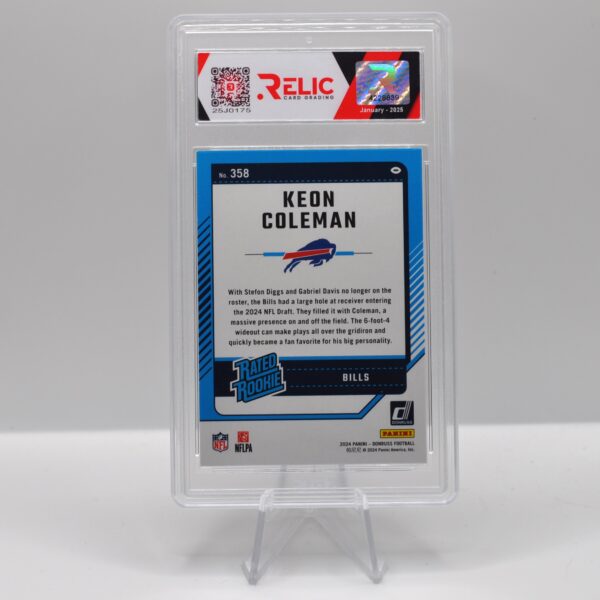 RELIC
CARD GRADING
25J0175
January - 2025
No. 358
KEON
COLEMAN
With Stefon Diggs and Gabriel Davis no longer on the
roster, the Bills had a large hole at receiver entering
the 2024 NFL Draft. They filled it with Coleman, a
massive presence on and off the field. The 6-foot-4
wideout can make plays all over the gridiron and
quickly became a fan favorite for his big personality.
RATED
ROOKIE
BILLS
DONRUSS
PANINI
NFL
NFLPA
2024 PANINI – DONRUSS FOOTBALL
© 2024 Panini America, Inc.